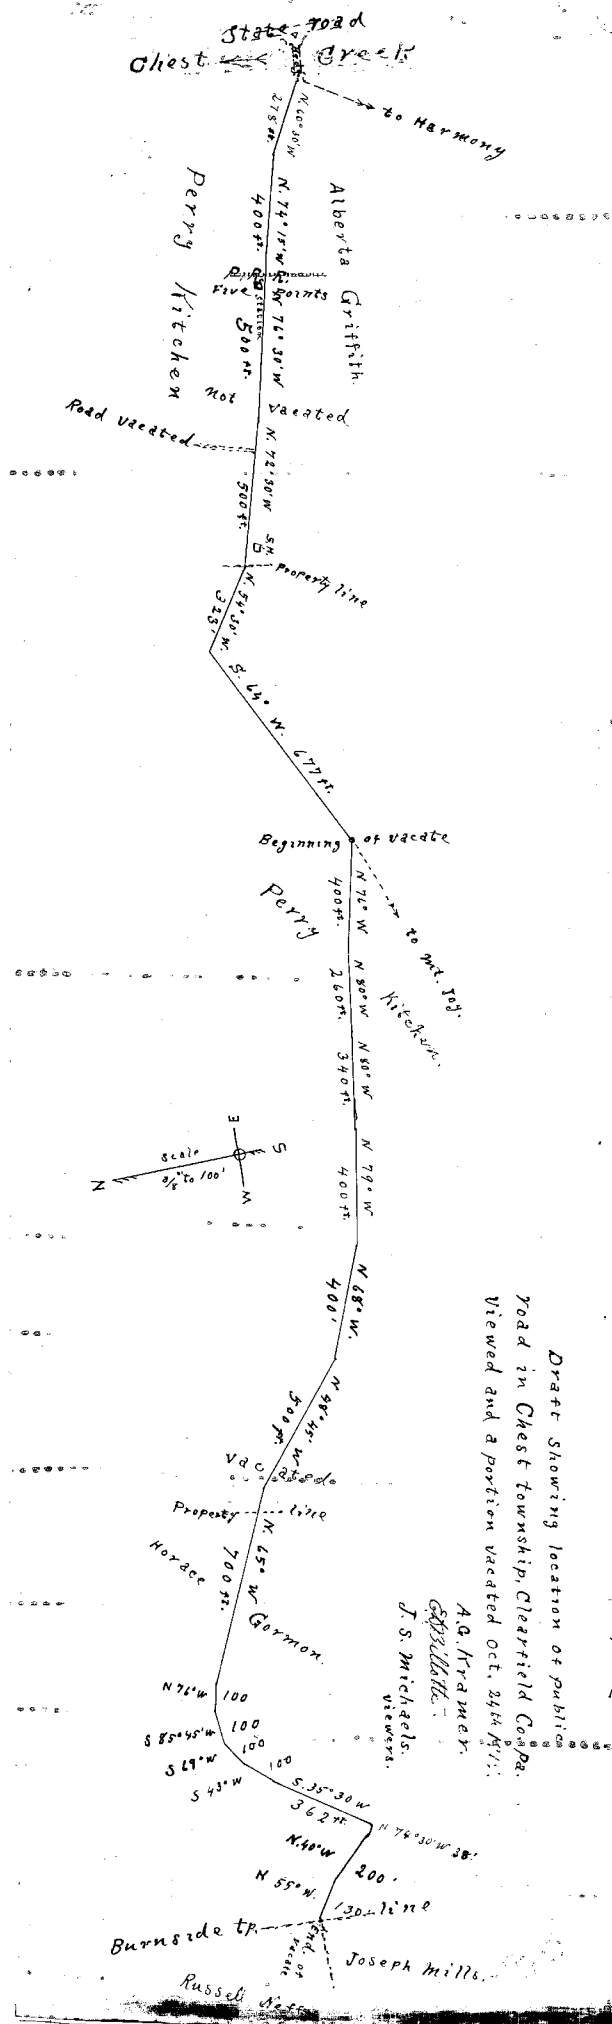 State road
Chest Creek
to Harmony
N. 60° 30' W
278 ft.
Perry Kitchen
Alberta Griffith.
N. 74° 15' W
400 ft.
Five Points
Station
N 76° 30' W
500 ft.
Not Vacated
Road Vacated
N. 72° 30' W
500 ft.
S.H.
Property line
N. 54° 30' W.
323'
S. 64° W.
677 ft.
Beginning of vacate
Perry Kitchen.
to Mt. Joy.
N 76° W
400 ft.
N 80° W
260 ft.
N 80° W
340 ft.
N 79° W
400 ft.
E
S
W
N
Scale
3/8" to 100'
N 68° W.
400'
N 48° 45' W
500 ft.
Vacated
Property line
N. 65° W
700 ft.
Horace Gormon.
N 76° W 100
S 85° 45' W 100
S 69° W 100'
S 43° W 100
S. 35° 30 W
362 ft.
N 74° 30' W 38'
N. 40° W
200'
N 55° W.
130 line
Burnside tp.
End of vacate
Joseph Mills.
Russell
Draft Showing location of public
road in Chest township, Clearfield Co. Pa.
Viewed and a portion vacated Oct. 24th
A.G. Kramer.
J. S. Michaels.
Viewers.